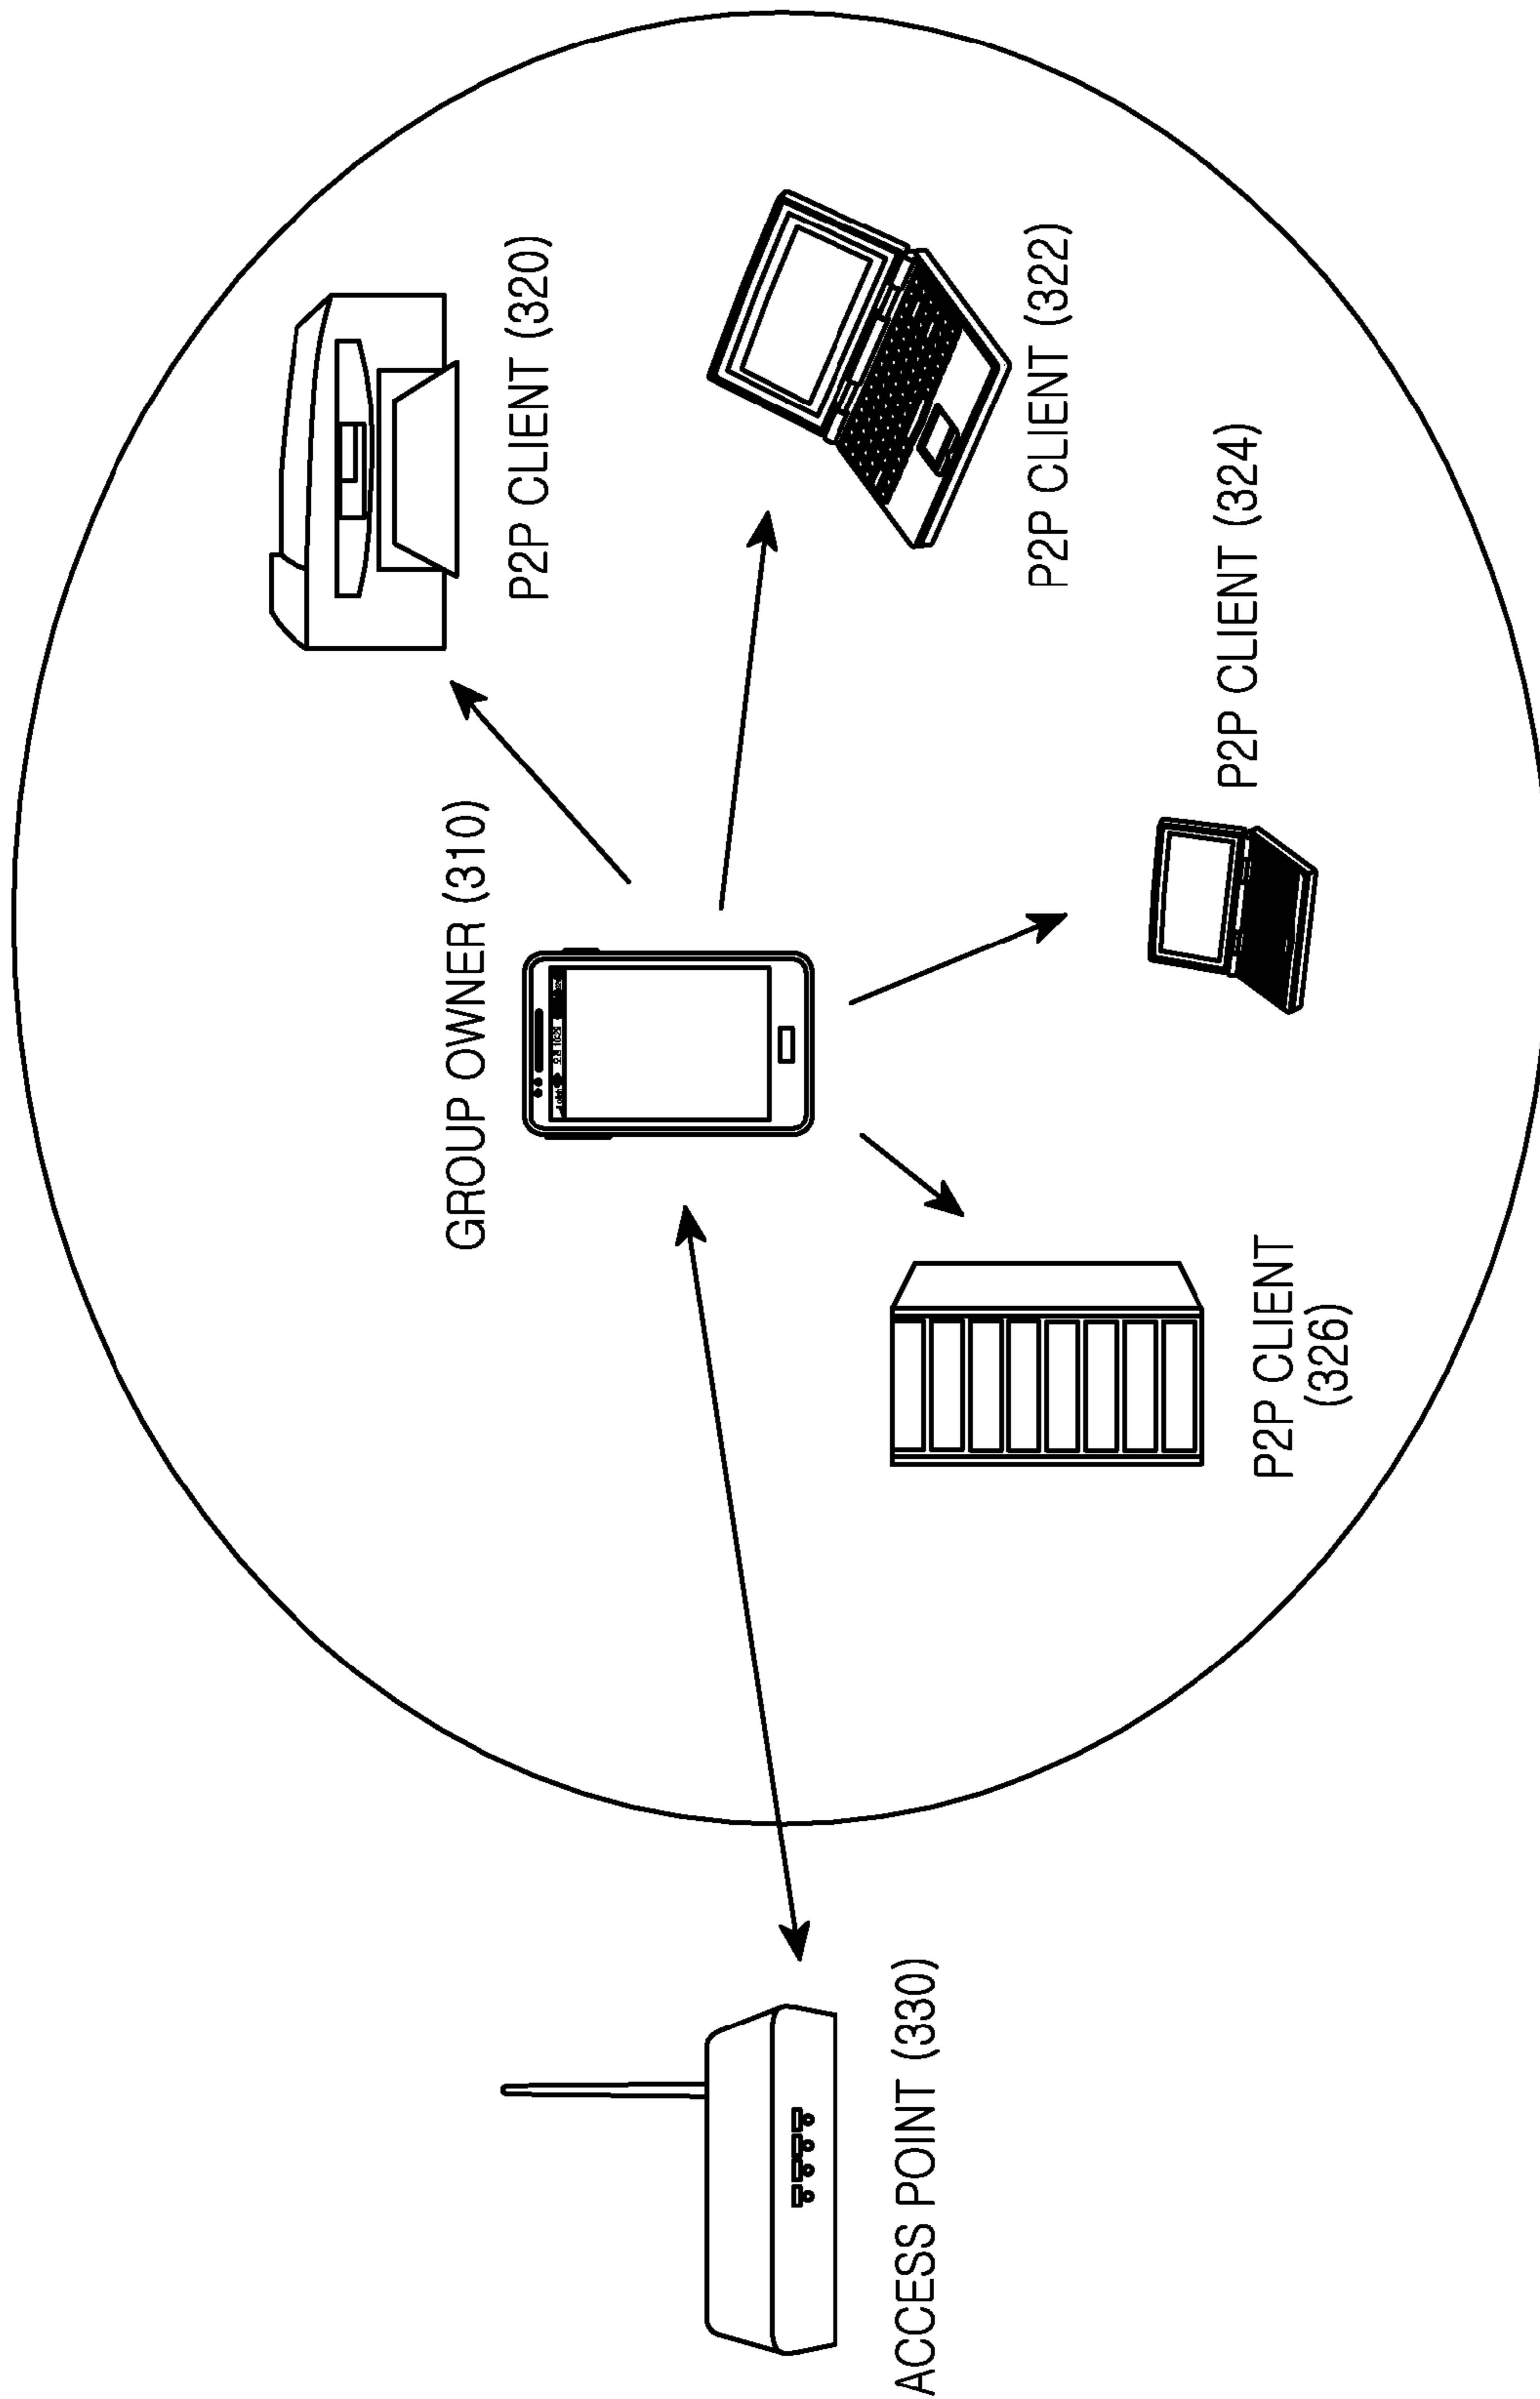 GROUP OWNER (310)
P2P CLIENT (320)
P2P CLIENT (322)
P2P CLIENT (324)
P2P CLIENT
(326)
ACCESS POINT (330)